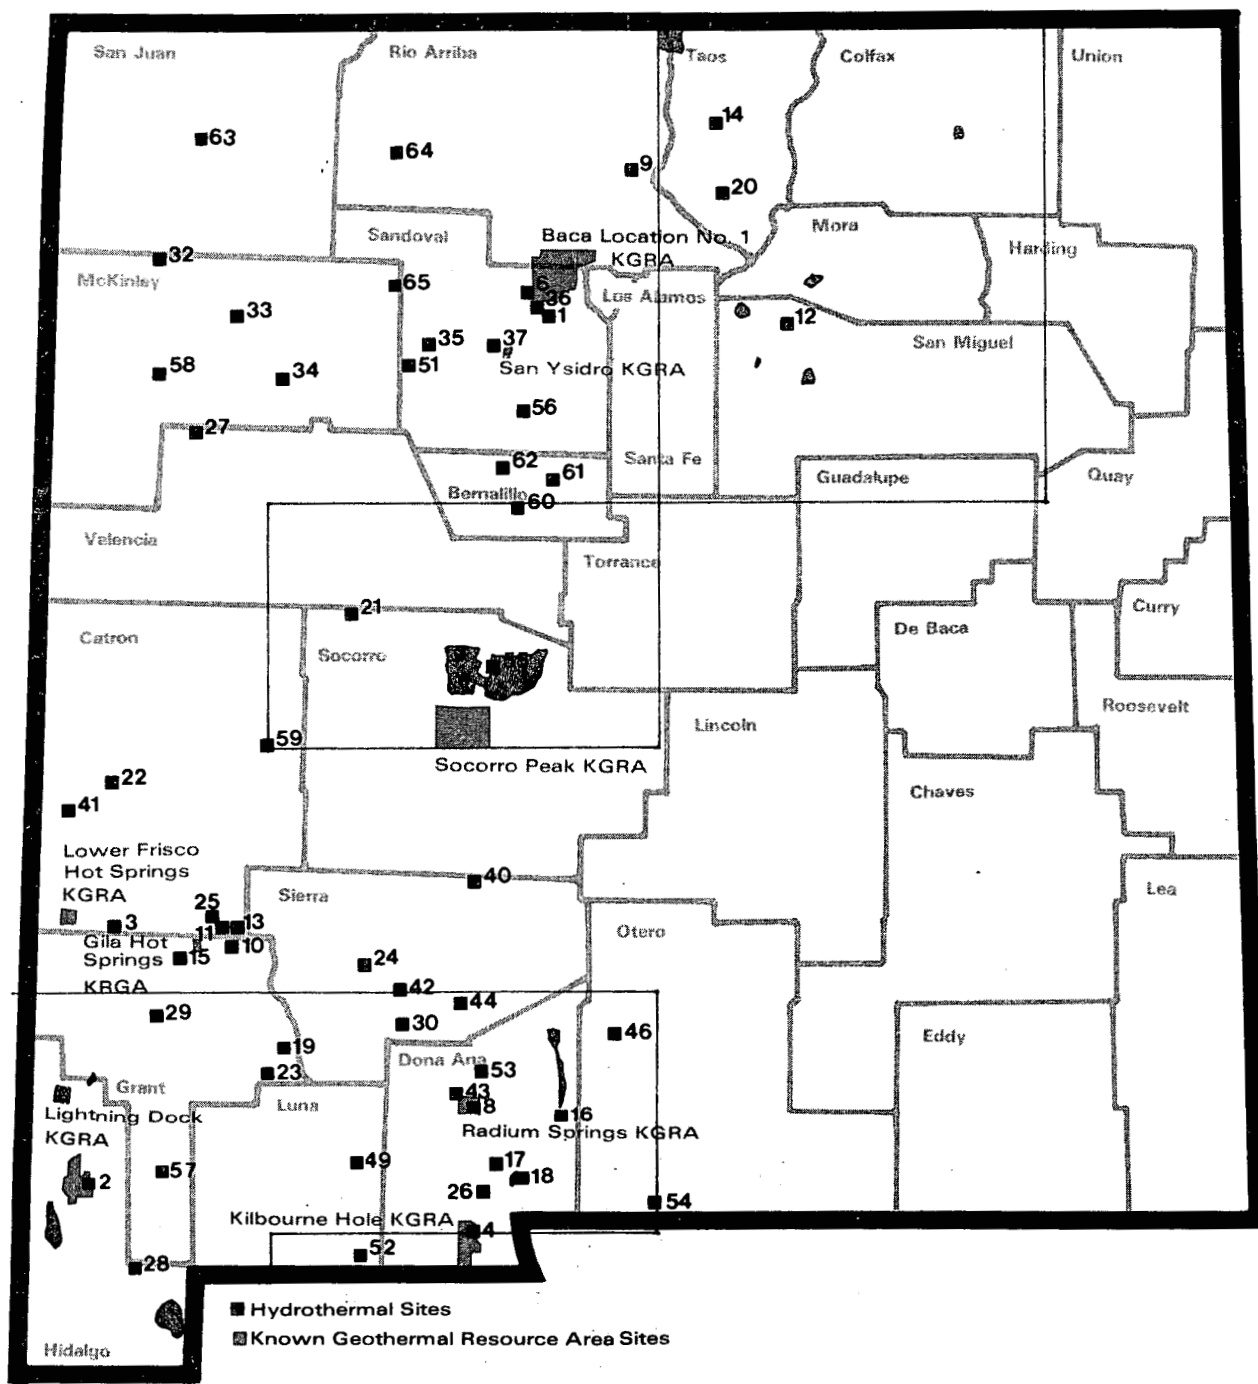 San Juan
Rio Arriba
Taos
Colfax
Union
63
64
14
9
20
Sandoval
Baca Location No. 1
KGRA
Mora
Harding
32
McKinley
65
6
36
1
Los Alamos
12
33
35
37
San Miguel
58
34
51
San Ysidro KGRA
56
27
62
61
Santa Fe
Bernalillo
60
Guadalupe
Quay
Valencia
Torrance
21
Curry
De Baca
Catron
Socorro
Roosevelt
Lincoln
59
Socorro Peak KGRA
22
41
Chaves
Lower Frisco
Hot Springs
KGRA
40
Sierra
Lea
25
3
11
13
Otero
Gila Hot
Springs
KRGA
15
10
24
42
44
29
30
46
Eddy
19
Dona Ana
23
53
Grant
Luna
43
8
16
Lightning Dock
KGRA
Radium Springs KGRA
57
49
17
18
2
26
54
Kilbourne Hole KGRA
4
52
28
Hydrothermal Sites
Known Geothermal Resource Area Sites
Hidalgo